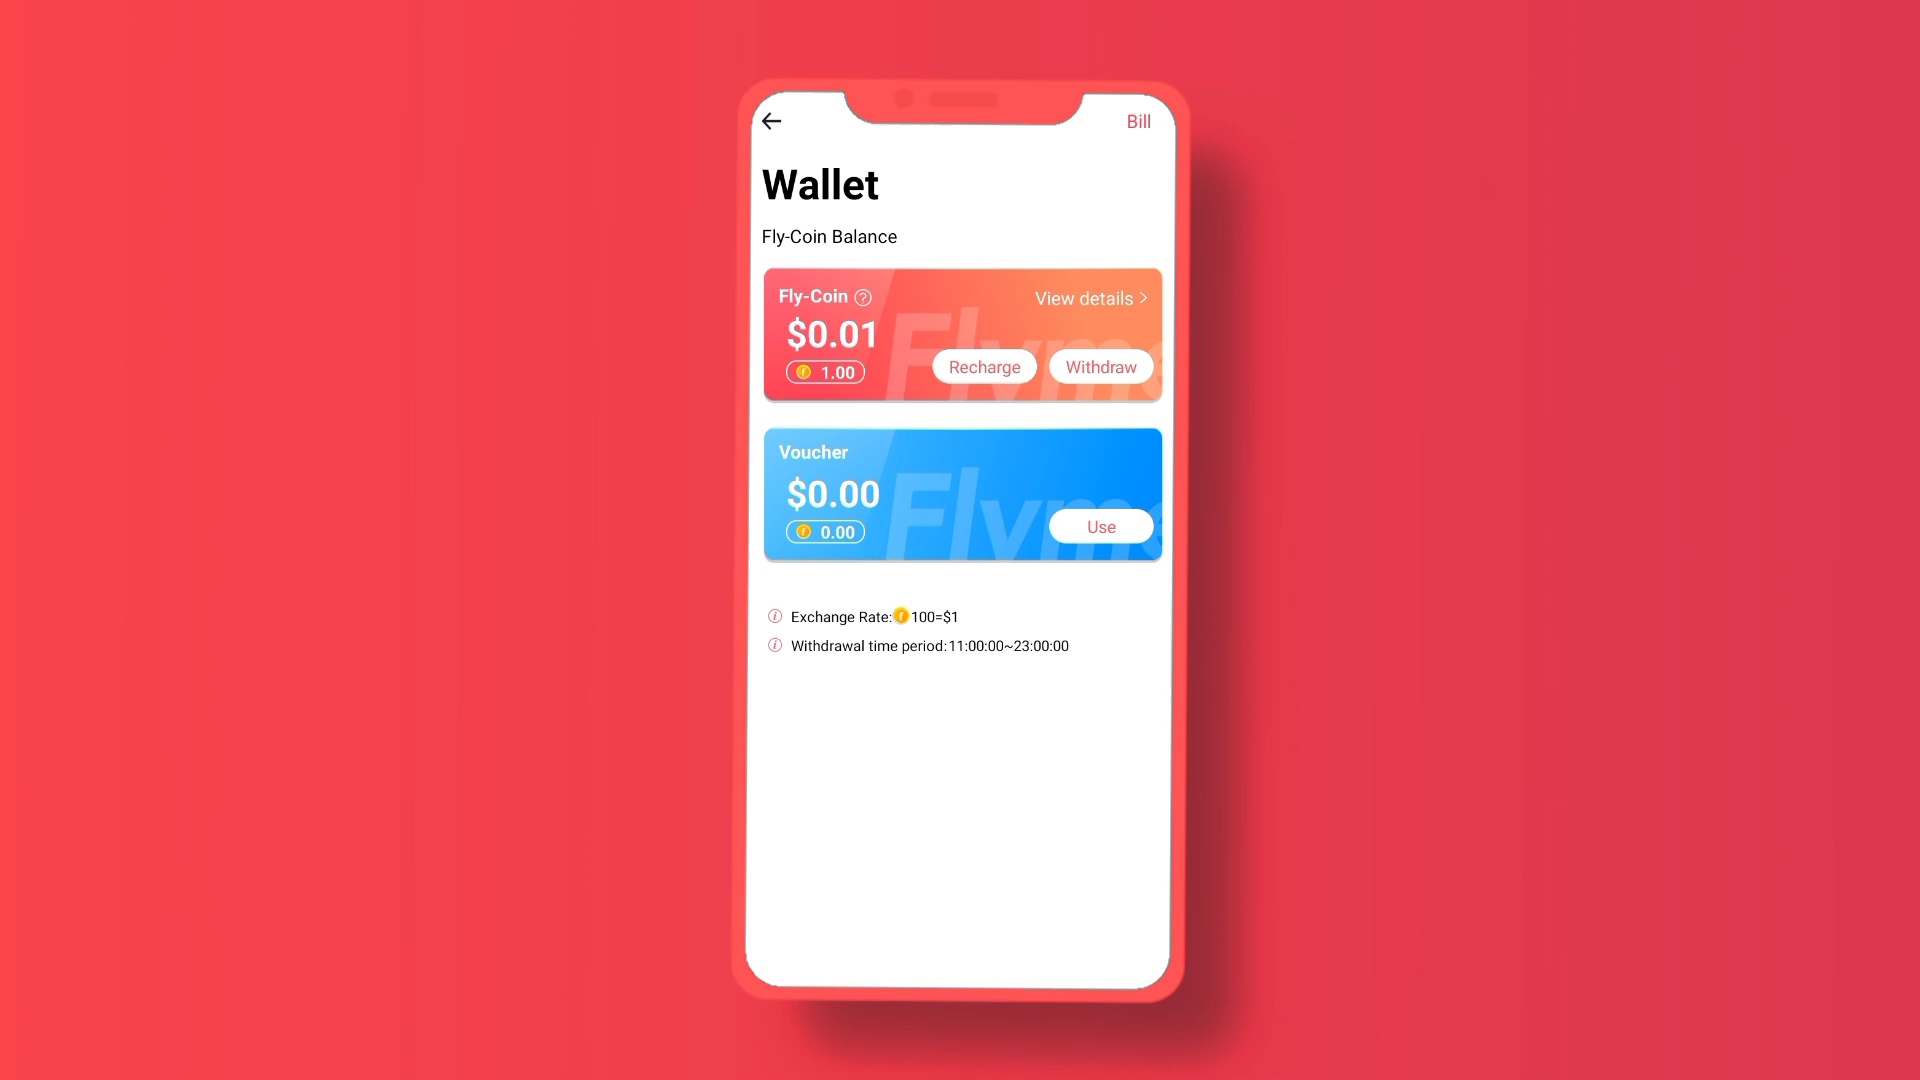 Bill
Wallet
Fly-Coin Balance
Fly-Coin ?
View details >
$0.01
1.00
Recharge
Withdraw
Voucher
$0.00
0.00
Use
Exchange Rate: 100=$1
Withdrawal time period:11:00:00~23:00:00